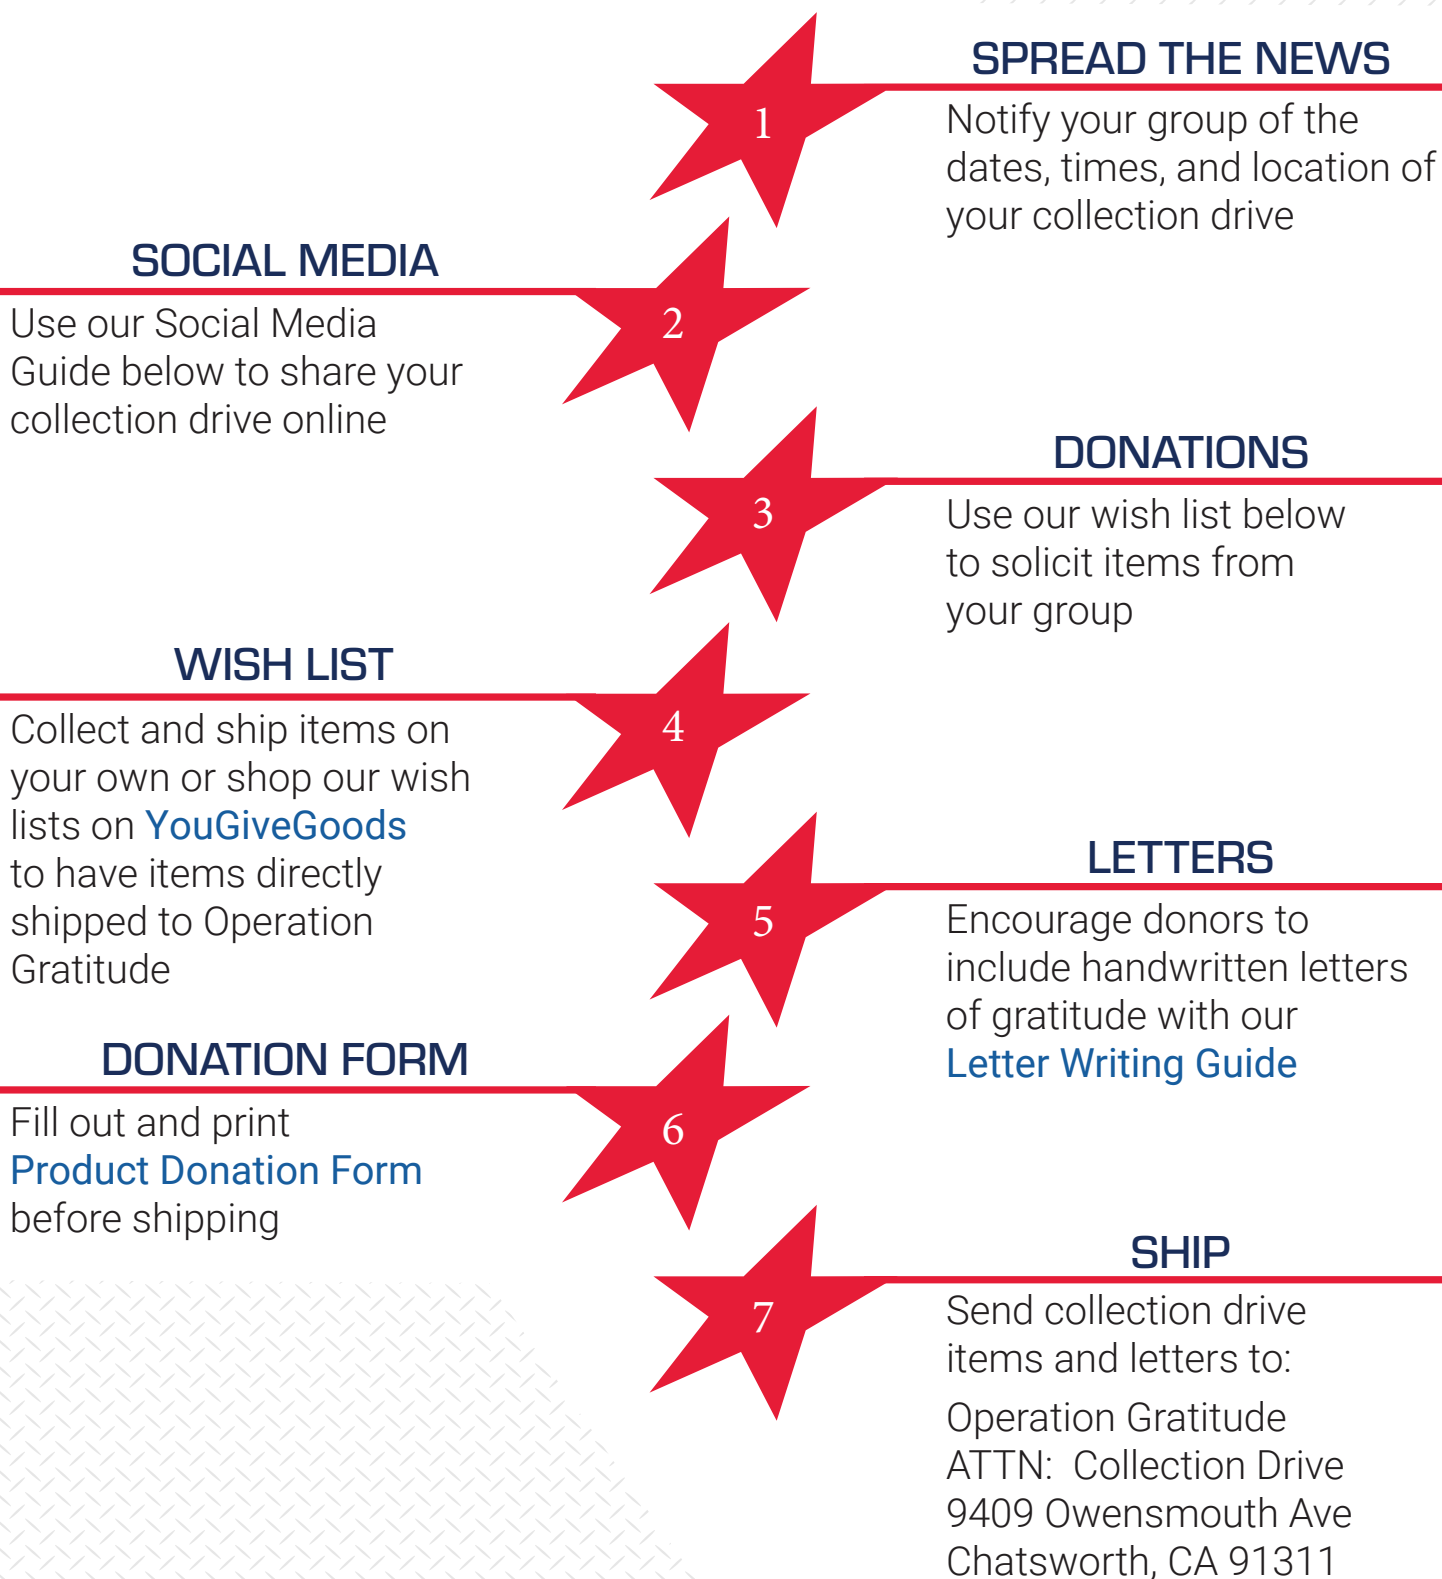 1
SPREAD THE NEWS
Notify your group of the
dates, times, and location of
your collection drive
2
SOCIAL MEDIA
Use our Social Media
Guide below to share your
collection drive online
3
DONATIONS
Use our wish list below
to solicit items from
your group
4
WISH LIST
Collect and ship items on
your own or shop our wish
lists on YouGiveGoods
to have items directly
shipped to Operation
Gratitude
5
LETTERS
Encourage donors to
include handwritten letters
of gratitude with our
Letter Writing Guide
6
DONATION FORM
Fill out and print
Product Donation Form
before shipping
7
SHIP
Send collection drive
items and letters to:
Operation Gratitude
ATTN:  Collection Drive
9409 Owensmouth Ave
Chatsworth, CA 91311